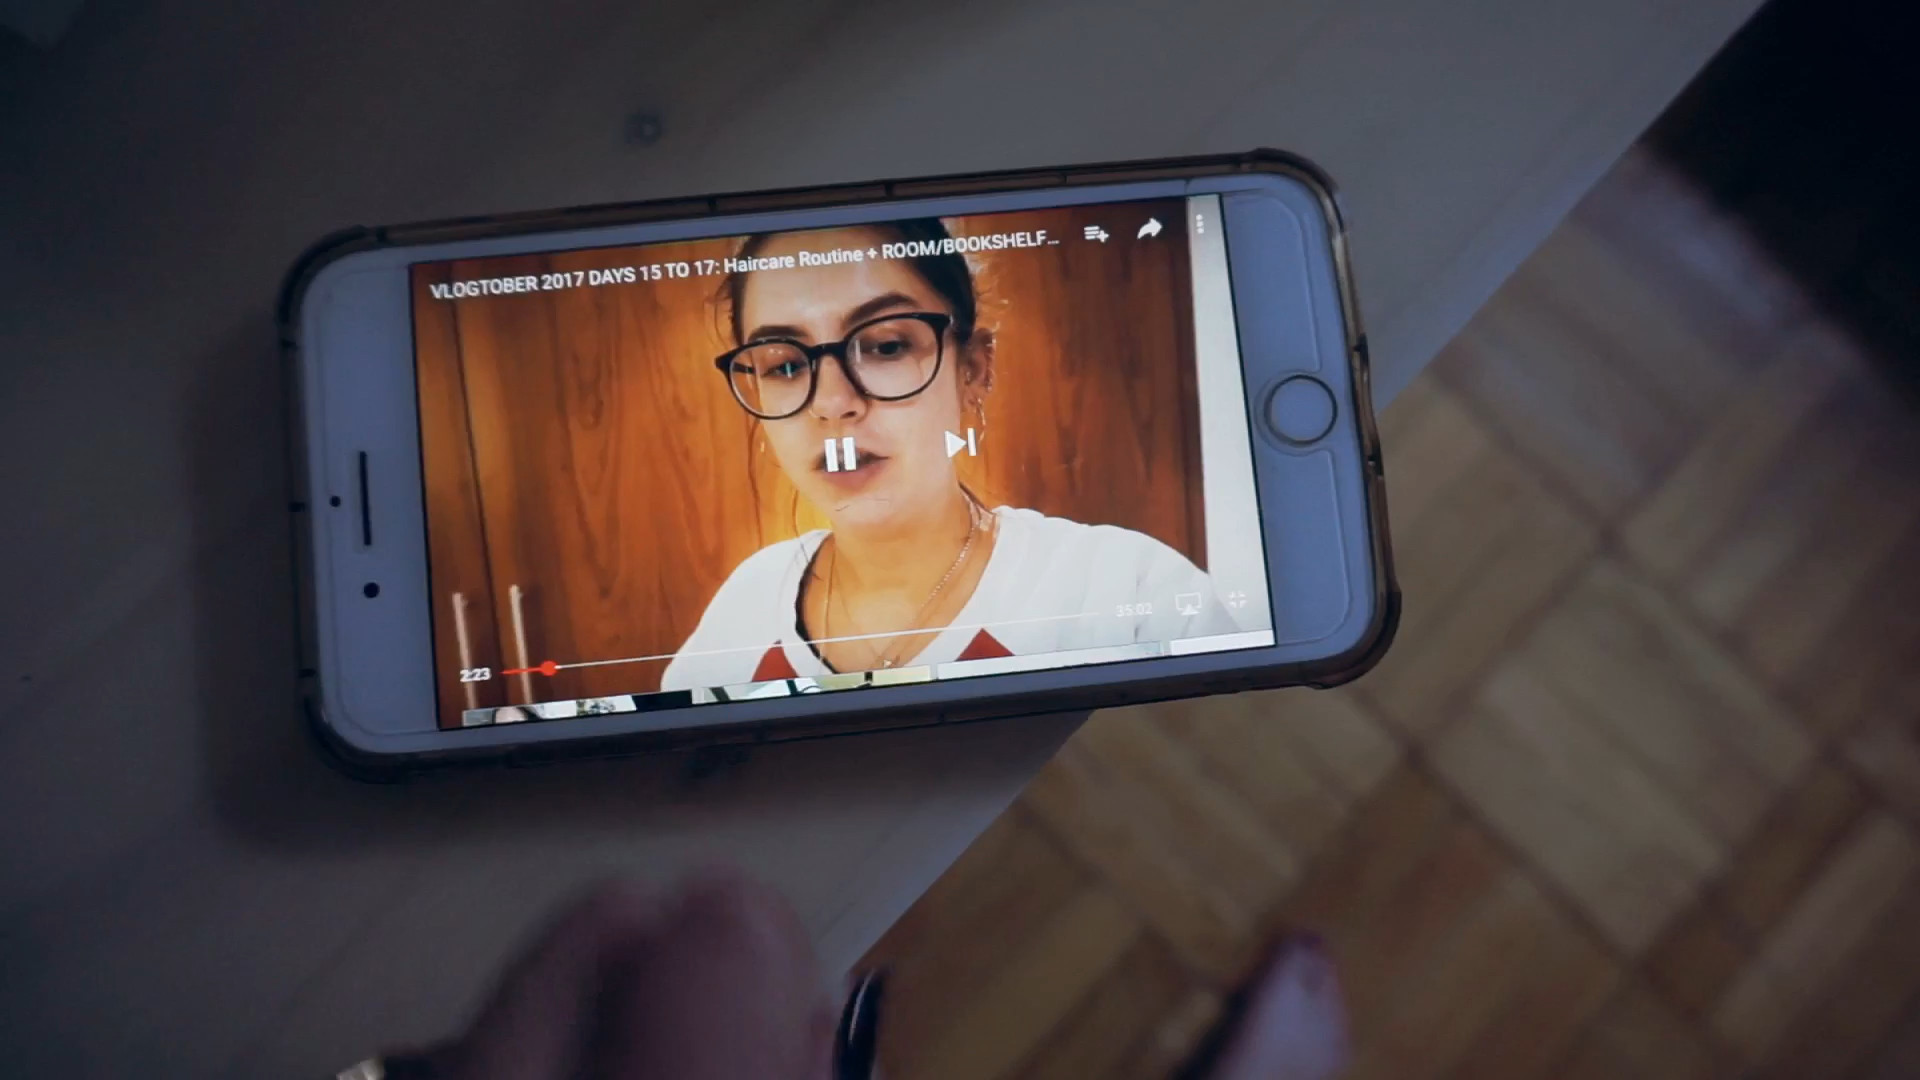 VLOGTOBER 2017 DAYS 15 TO 17: Haircare Routine + ROOM/BOOKSHELF...
2:23
35:02